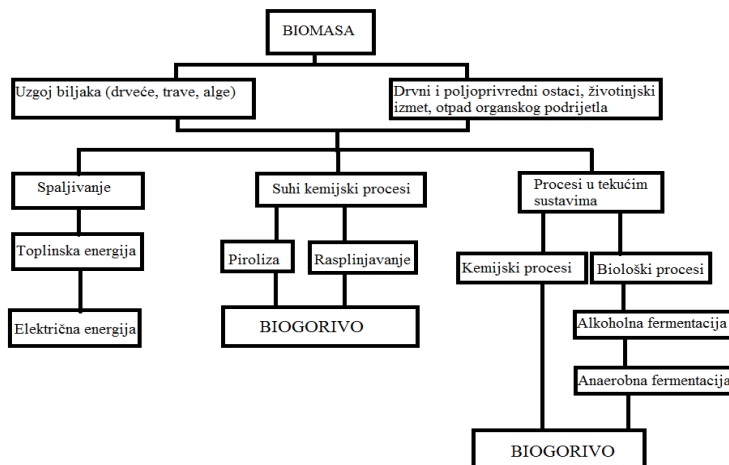 BIOMASA
Uzgoj biljaka (drveće, trave, alge)
Drvni i poljoprivredni ostaci, životinjski
izmet, otpad organskog podrijetla
Spaljivanje
Suhi kemijski procesi
Procesi u tekućim
sustavima
Toplinska energija
Piroliza
Rasplinjavanje
Kemijski procesi
Biološki procesi
Električna energija
BIOGORIVO
Alkoholna fermentacija
Anaerobna fermentacija
BIOGORIVO